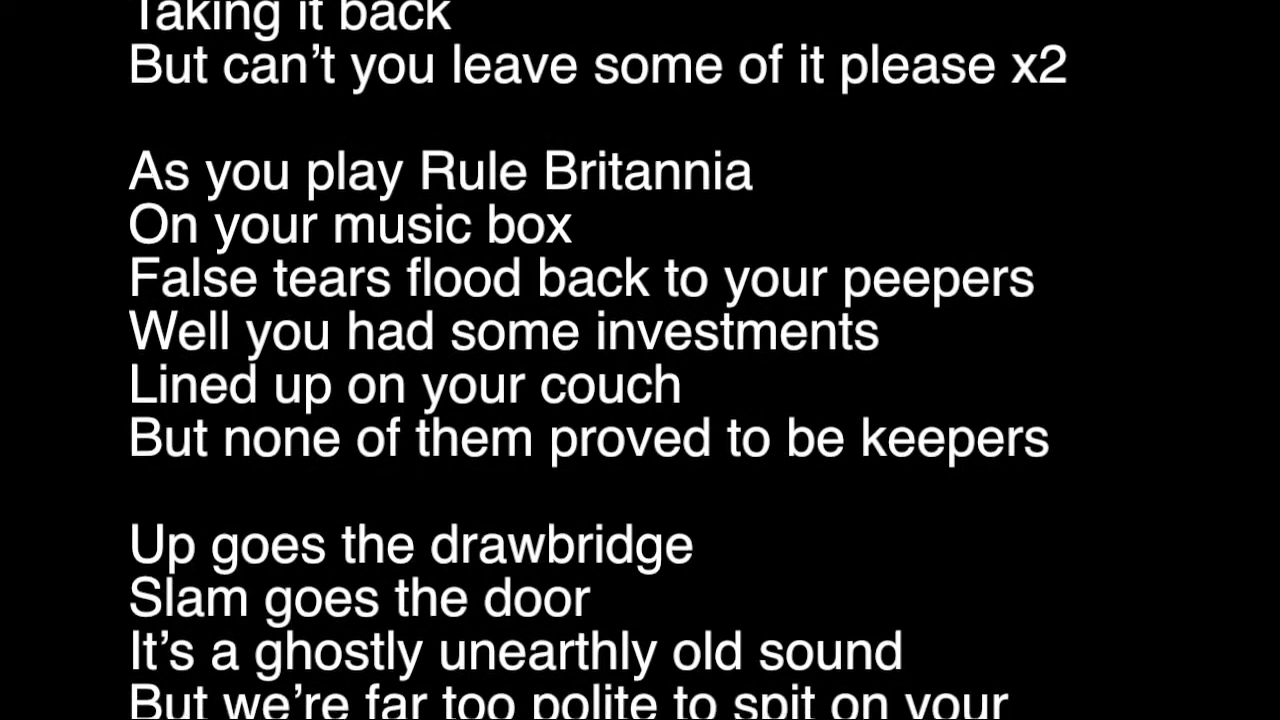 Taking it back
But can’t you leave some of it please x2
As you play Rule Britannia
On your music box
False tears flood back to your peepers
Well you had some investments
Lined up on your couch
But none of them proved to be keepers
Up goes the drawbridge
Slam goes the door
It’s a ghostly unearthly old sound
But we’re far too polite to spit on your